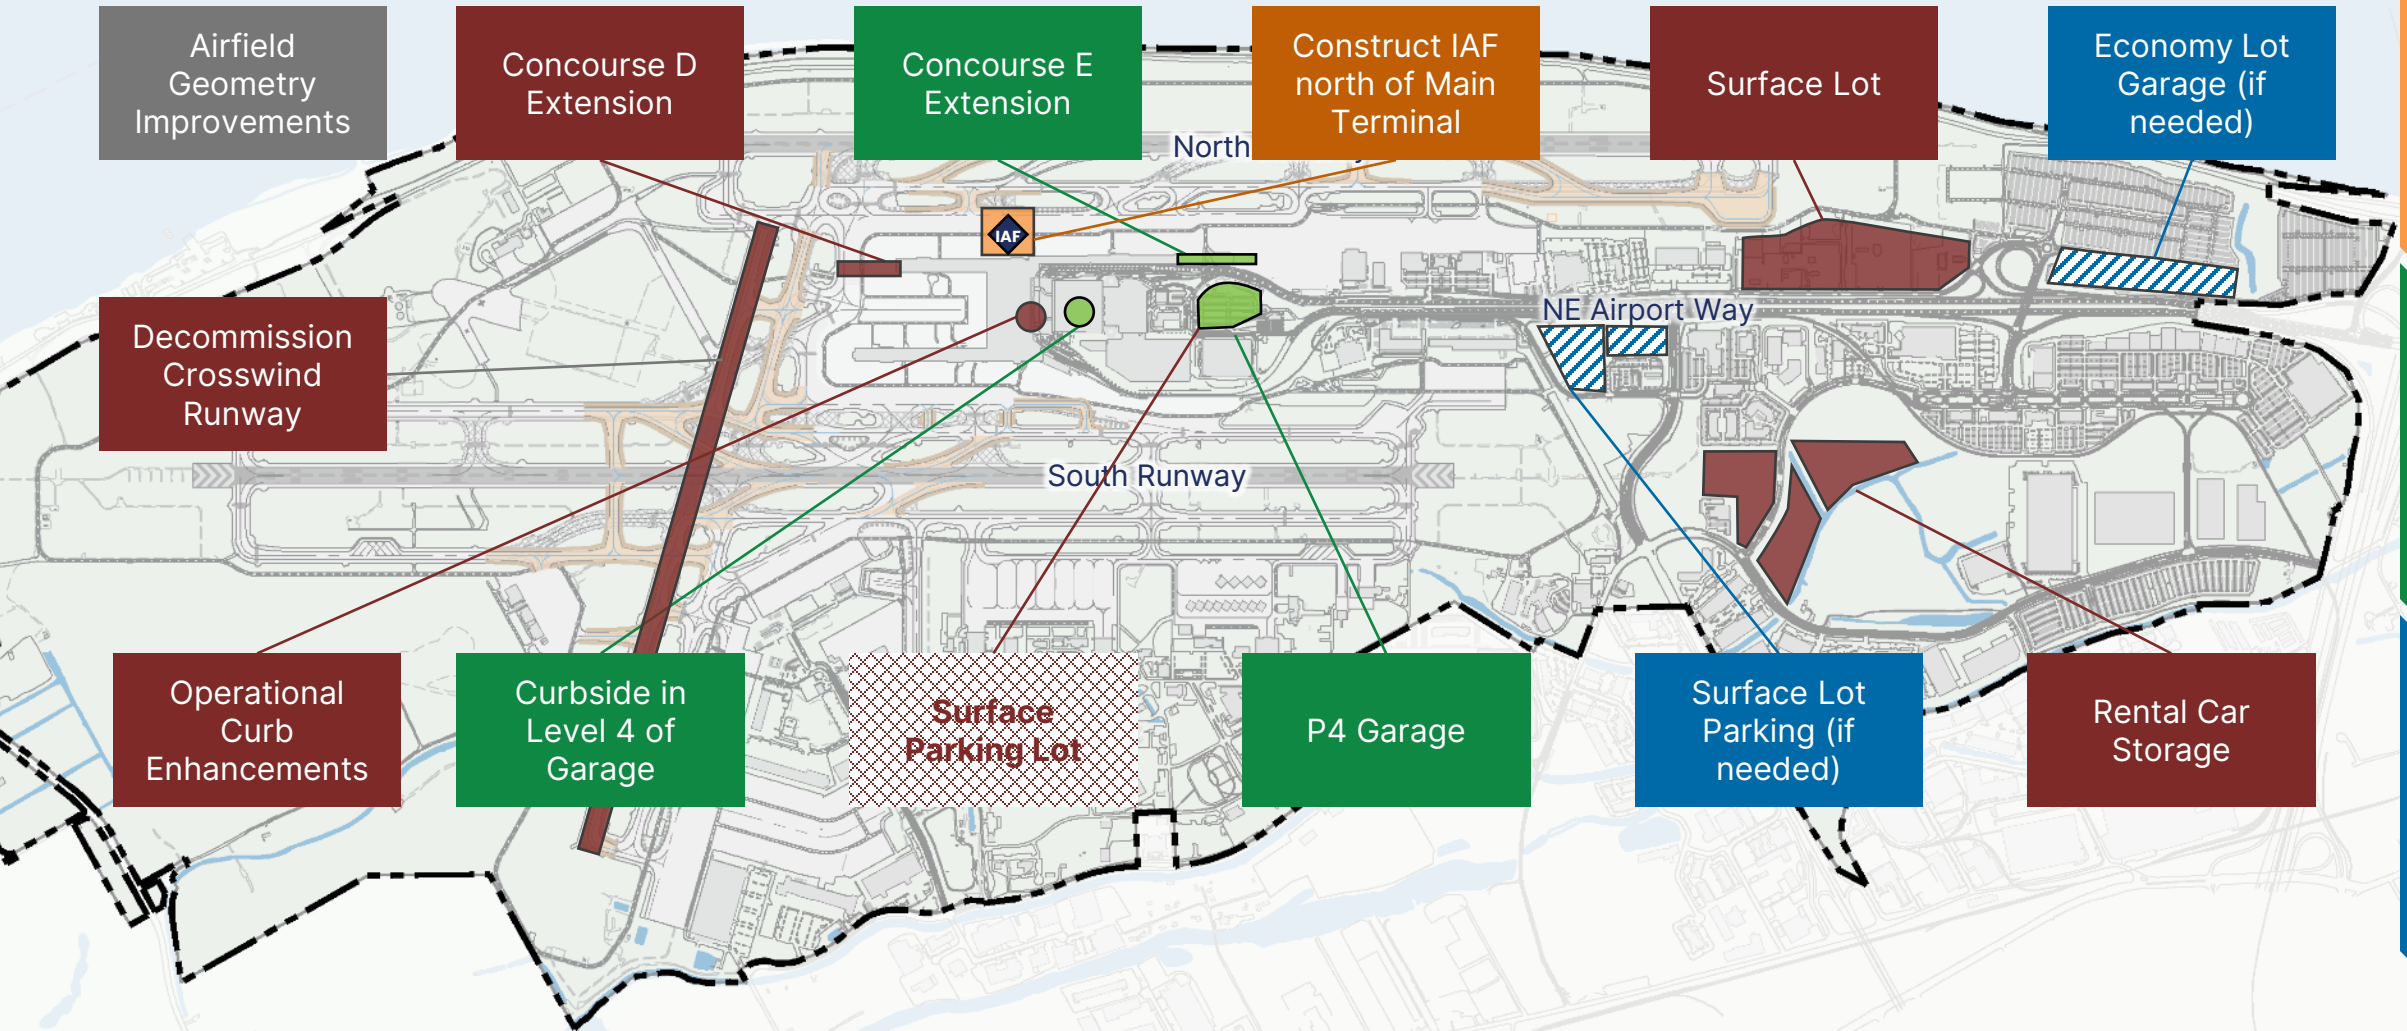 Airfield
Geometry
Improvements
Concourse D
Extension
Concourse E
Extension
Construct IAF
north of Main
Terminal
Surface Lot
Economy Lot
Garage (if
needed)
North
IAF
Decommission
Crosswind
Runway
NE Airport Way
South Runway
Operational
Curb
Enhancements
Curbside in
Level 4 of
Garage
Surface
Parking Lot
P4 Garage
Surface Lot
Parking (if
needed)
Rental Car
Storage